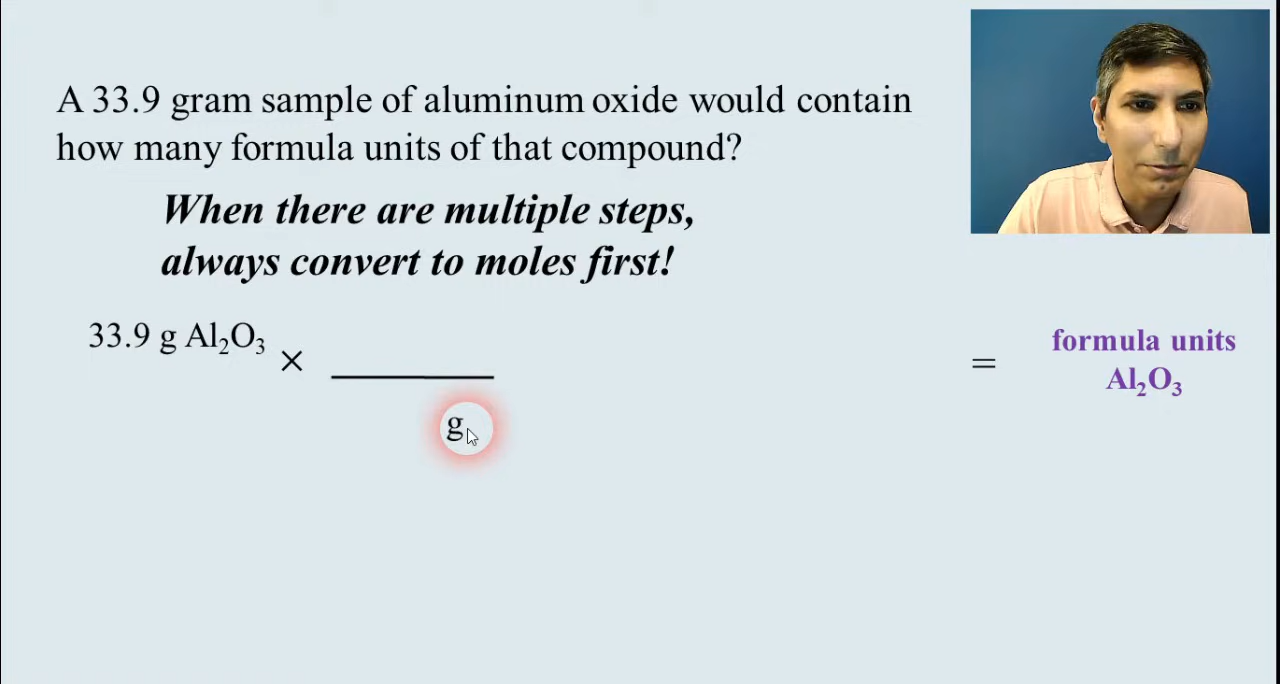 A 33.9 gram sample of aluminum oxide would contain
how many formula units of that compound?
When there are multiple steps,
always convert to moles first!
33.9 g Al₂O₃ × ________ = formula units
Al₂O₃
g